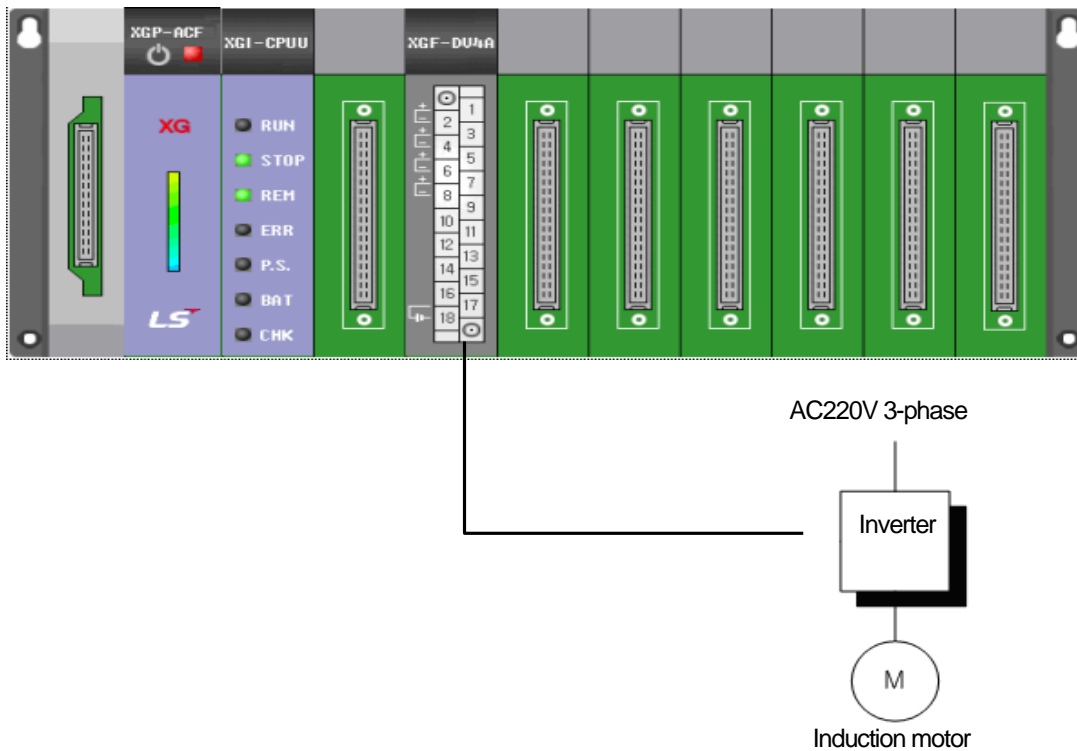 XGP-ACF
XGI-CPUU
XGF-DV4A
XG
RUN
STOP
REM
ERR
P.S.
BAT
CHK
LS
1
2
3
4
5
6
7
8
9
10
11
12
13
14
15
16
17
18
AC220V 3-phase
Inverter
M
Induction motor